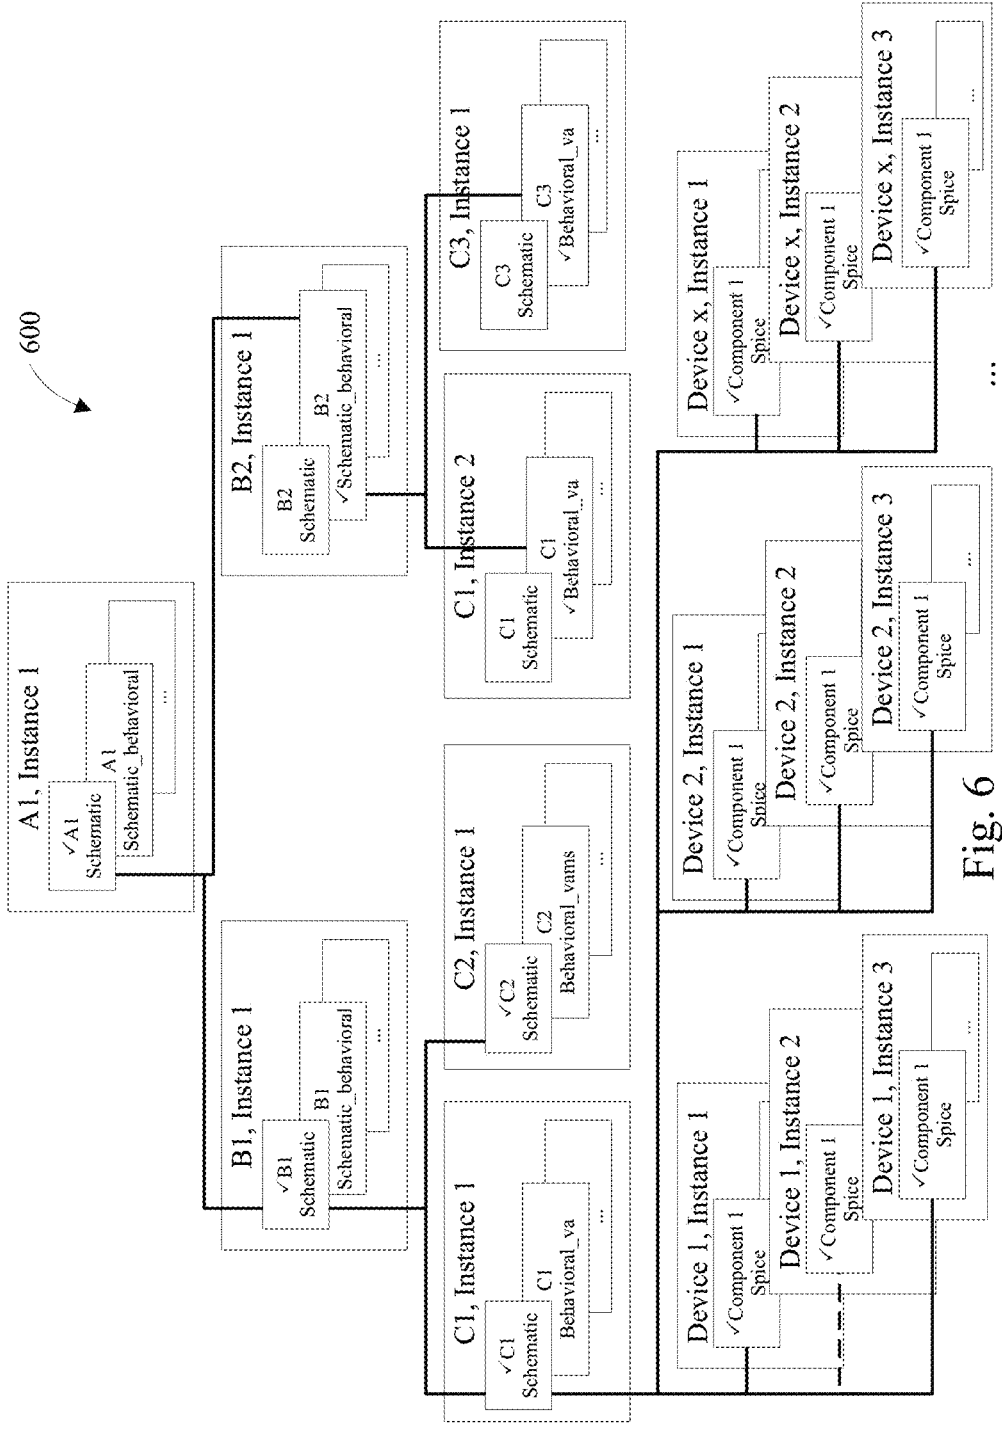 600
A1, Instance 1
✓A1
Schematic
A1
Schematic_behavioral
...
B1, Instance 1
✓B1
Schematic
B1
Schematic_behavioral
...
B2, Instance 1
B2
Schematic
B2
✓Schematic_behavioral
...
C1, Instance 1
✓C1
Schematic
C1
Behavioral_va
...
C2, Instance 1
✓C2
Schematic
C2
Behavioral_vams
...
C1, Instance 2
C1
Schematic
C1
✓Behavioral_va
...
C3, Instance 1
C3
Schematic
C3
✓Behavioral_va
...
Device 1, Instance 1
✓Component 1
Spice
Device 1, Instance 2
✓Component 1
Spice
Device 1, Instance 3
✓Component 1
Spice
...
Device 2, Instance 1
✓Component 1
Spice
Device 2, Instance 2
✓Component 1
Spice
Device 2, Instance 3
✓Component 1
Spice
...
Device x, Instance 1
✓Component 1
Spice
Device x, Instance 2
✓Component 1
Spice
Device x, Instance 3
✓Component 1
Spice
...
...
Fig. 6